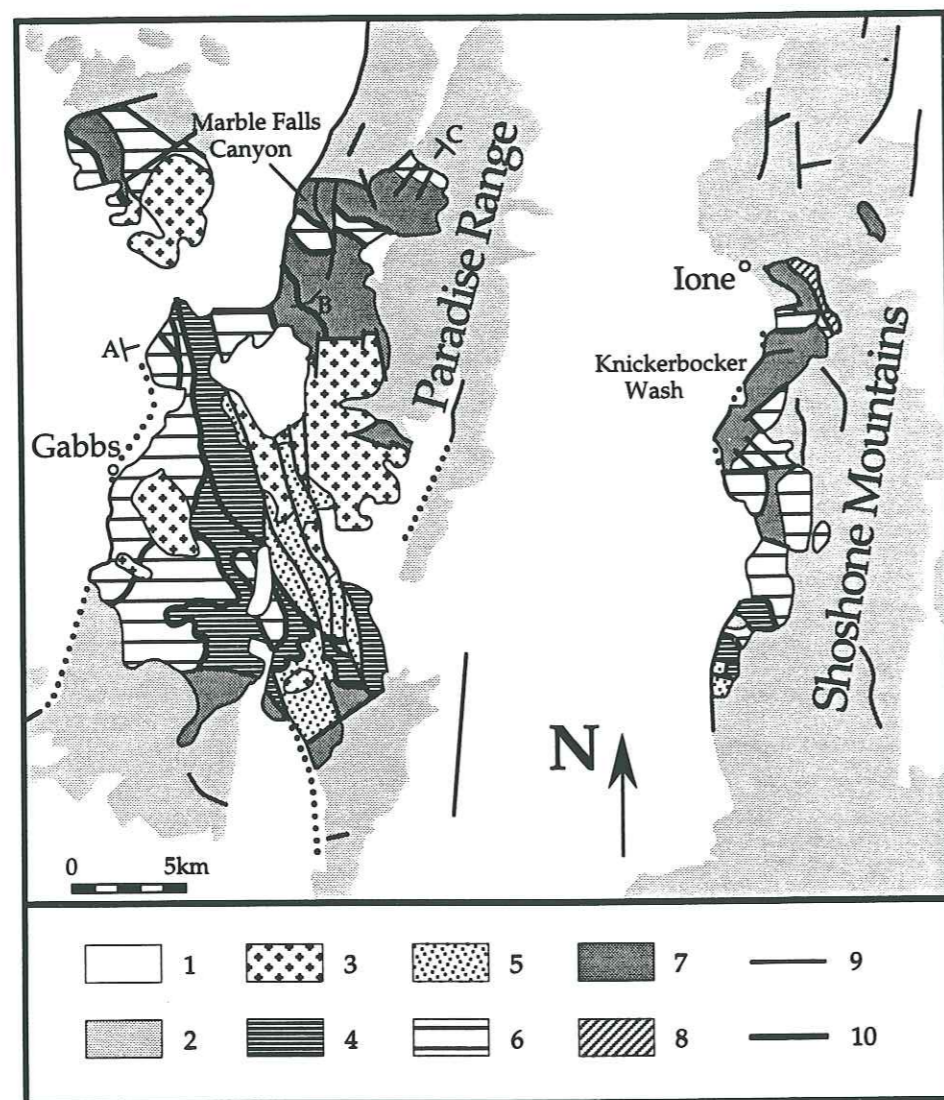 Marble Falls
Canyon
C
Paradise Range
B
A
Gabbs
Ione
Knickerbocker
Wash
Shoshone Mountains
N
0 5km
1 3 5 7 9
2 4 6 8 10